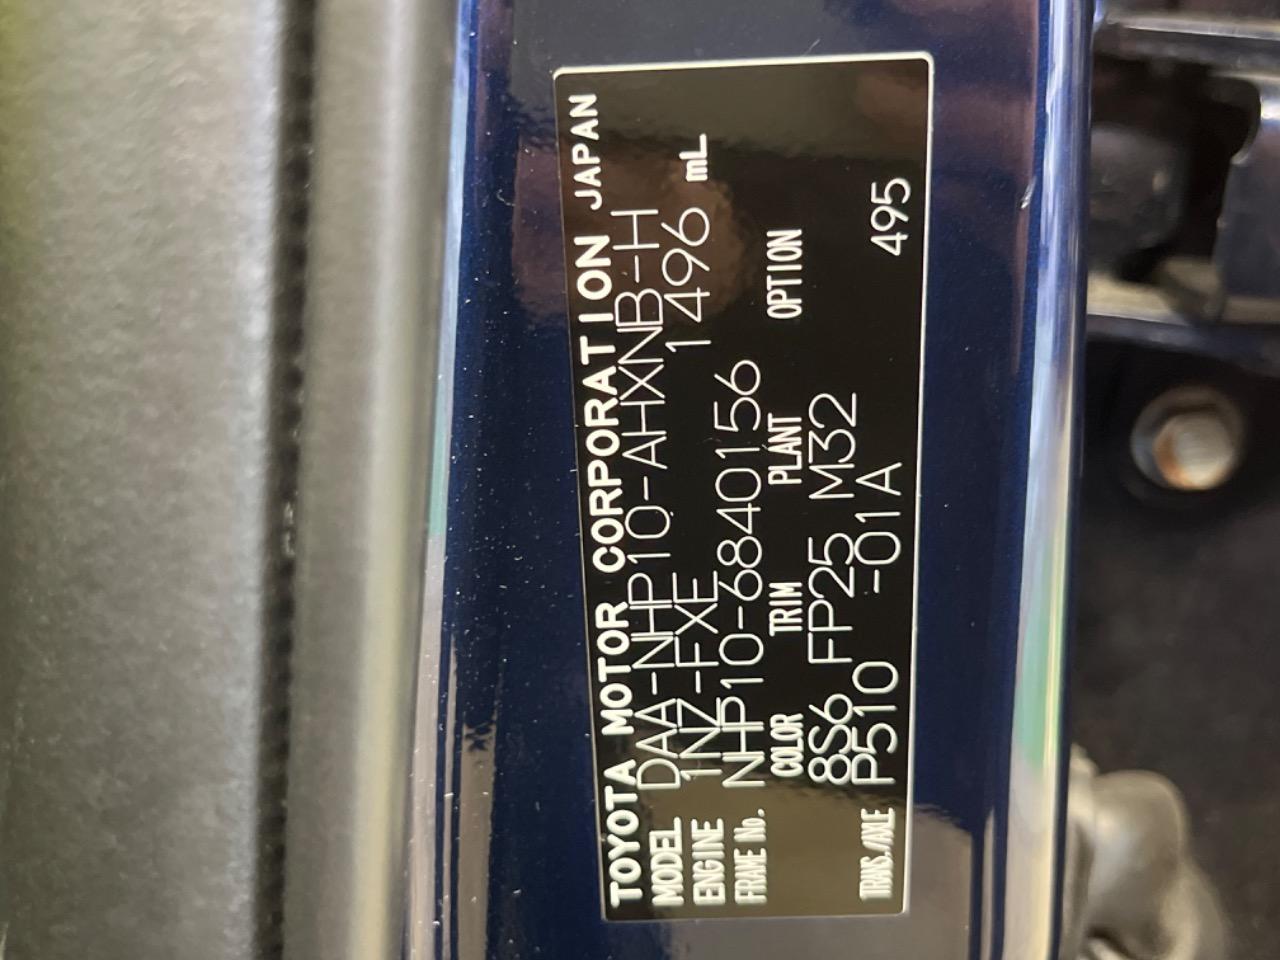 TOYOTA MOTOR CORPORATION JAPAN
MODEL DAA-NHP10-AHXNB-H
ENGINE 1NZ-FXE 1496 mL
FRAME No. NHP10-6840156
COLOR TRIM PLANT OPTION
8S6 FP25 M32
TRANS./AXLE P510 -01A 495